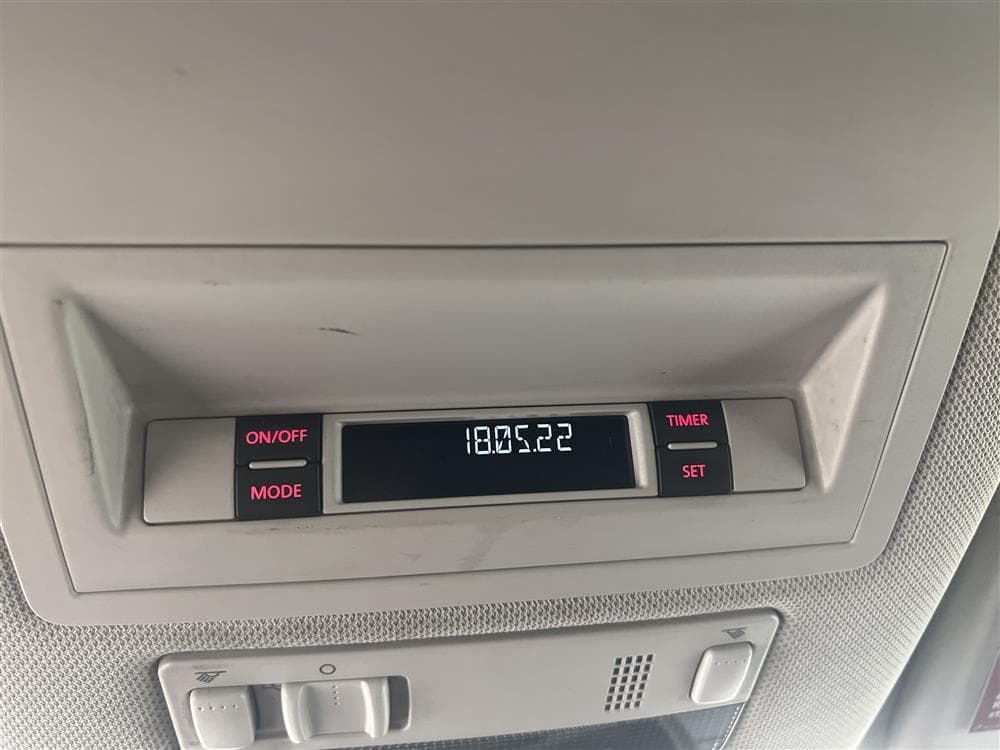 ON/OFF
MODE
18.05.22
TIMER
SET